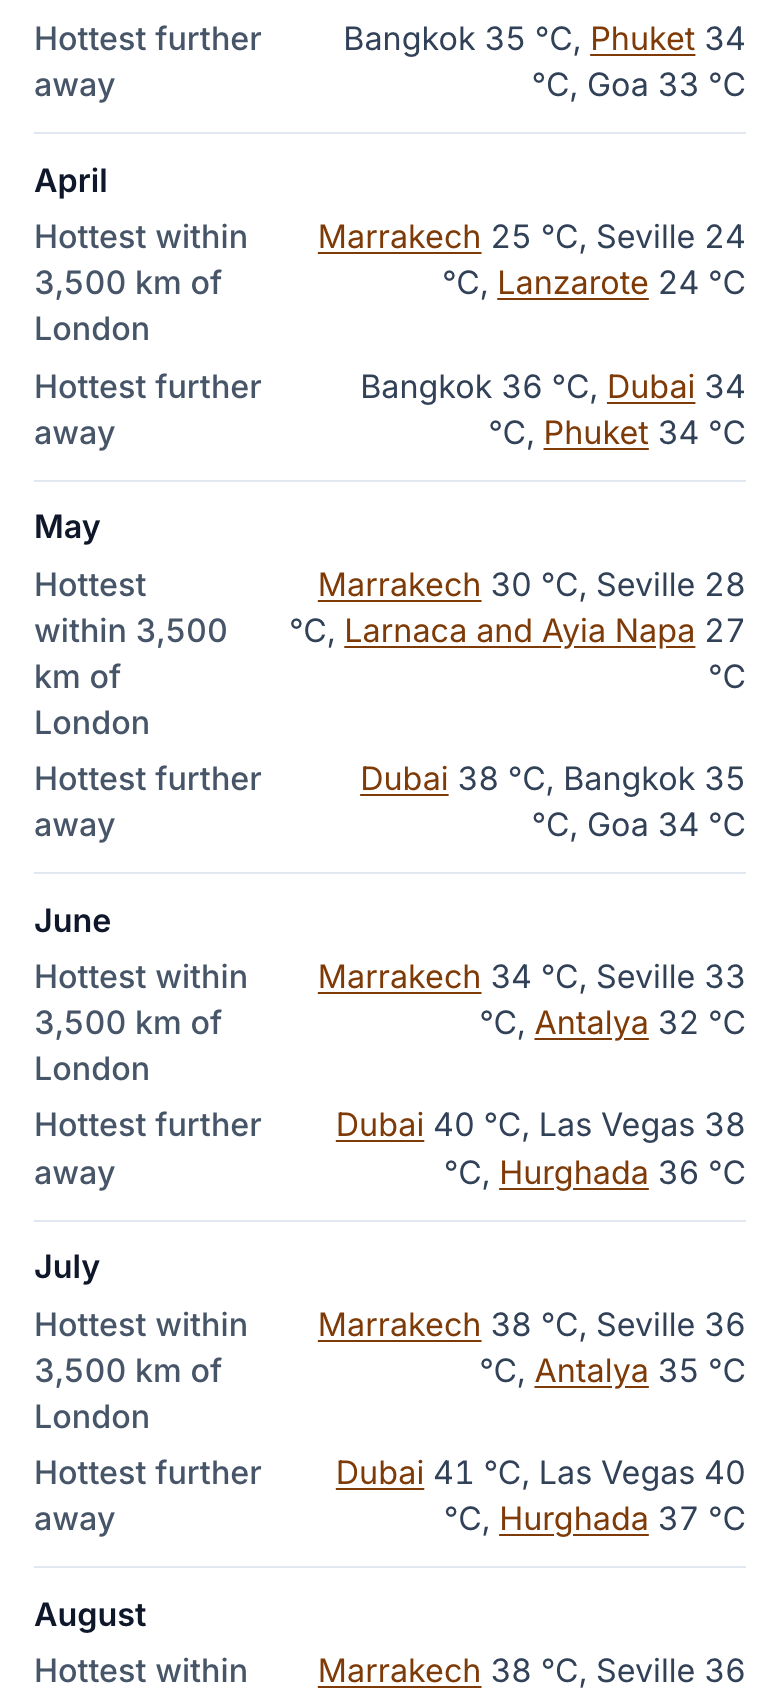 Hottest further away
Bangkok 35 °C, Phuket 34 °C, Goa 33 °C
April
Hottest within 3,500 km of London
Marrakech 25 °C, Seville 24 °C, Lanzarote 24 °C
Hottest further away
Bangkok 36 °C, Dubai 34 °C, Phuket 34 °C
May
Hottest within 3,500 km of London
Marrakech 30 °C, Seville 28 °C, Larnaca and Ayia Napa 27 °C
Hottest further away
Dubai 38 °C, Bangkok 35 °C, Goa 34 °C
June
Hottest within 3,500 km of London
Marrakech 34 °C, Seville 33 °C, Antalya 32 °C
Hottest further away
Dubai 40 °C, Las Vegas 38 °C, Hurghada 36 °C
July
Hottest within 3,500 km of London
Marrakech 38 °C, Seville 36 °C, Antalya 35 °C
Hottest further away
Dubai 41 °C, Las Vegas 40 °C, Hurghada 37 °C
August
Hottest within
Marrakech 38 °C, Seville 36